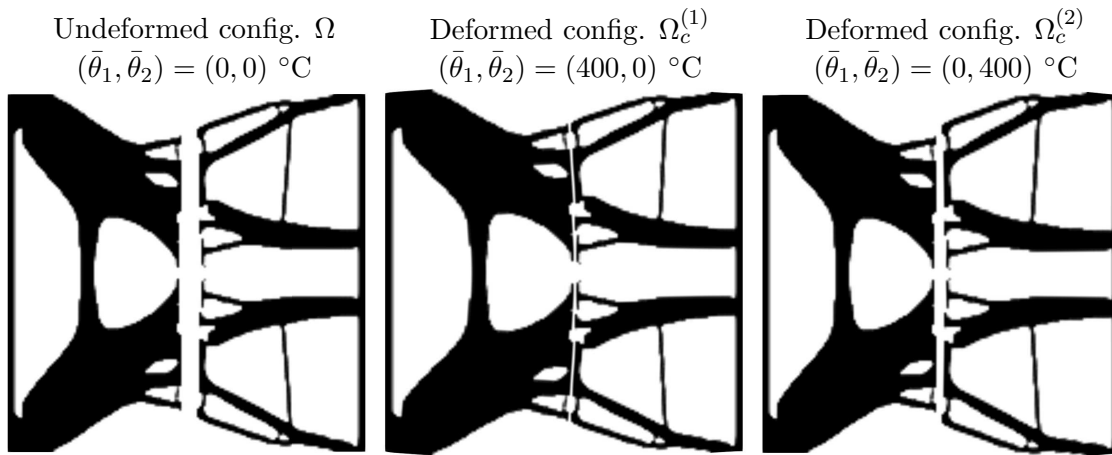 Undeformed config. Ω
(θ̄₁, θ̄₂) = (0, 0) °C
Deformed config. Ω_c^(1)
(θ̄₁, θ̄₂) = (400, 0) °C
Deformed config. Ω_c^(2)
(θ̄₁, θ̄₂) = (0, 400) °C